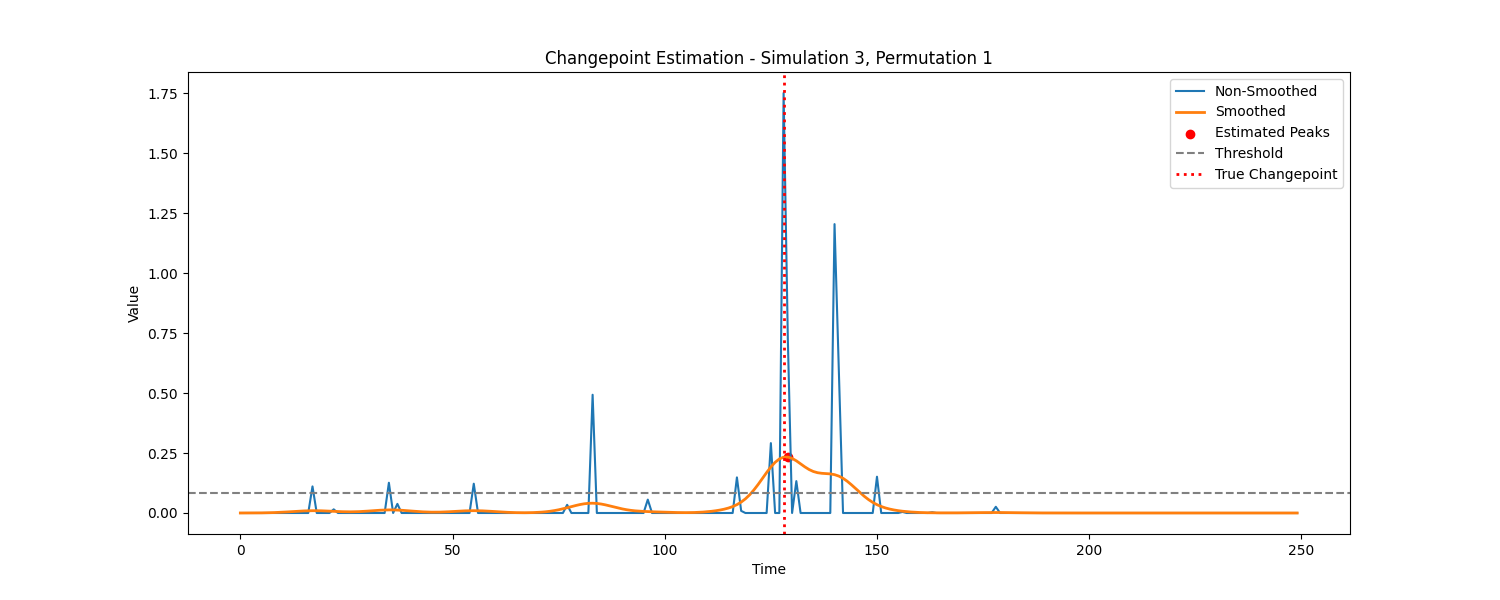 Changepoint Estimation - Simulation 3, Permutation 1
1.75
1.50
1.25
1.00
0.75
0.50
0.25
0.00
Value
Non-Smoothed
Smoothed
Estimated Peaks
Threshold
True Changepoint
0 50 100 150 200 250
Time